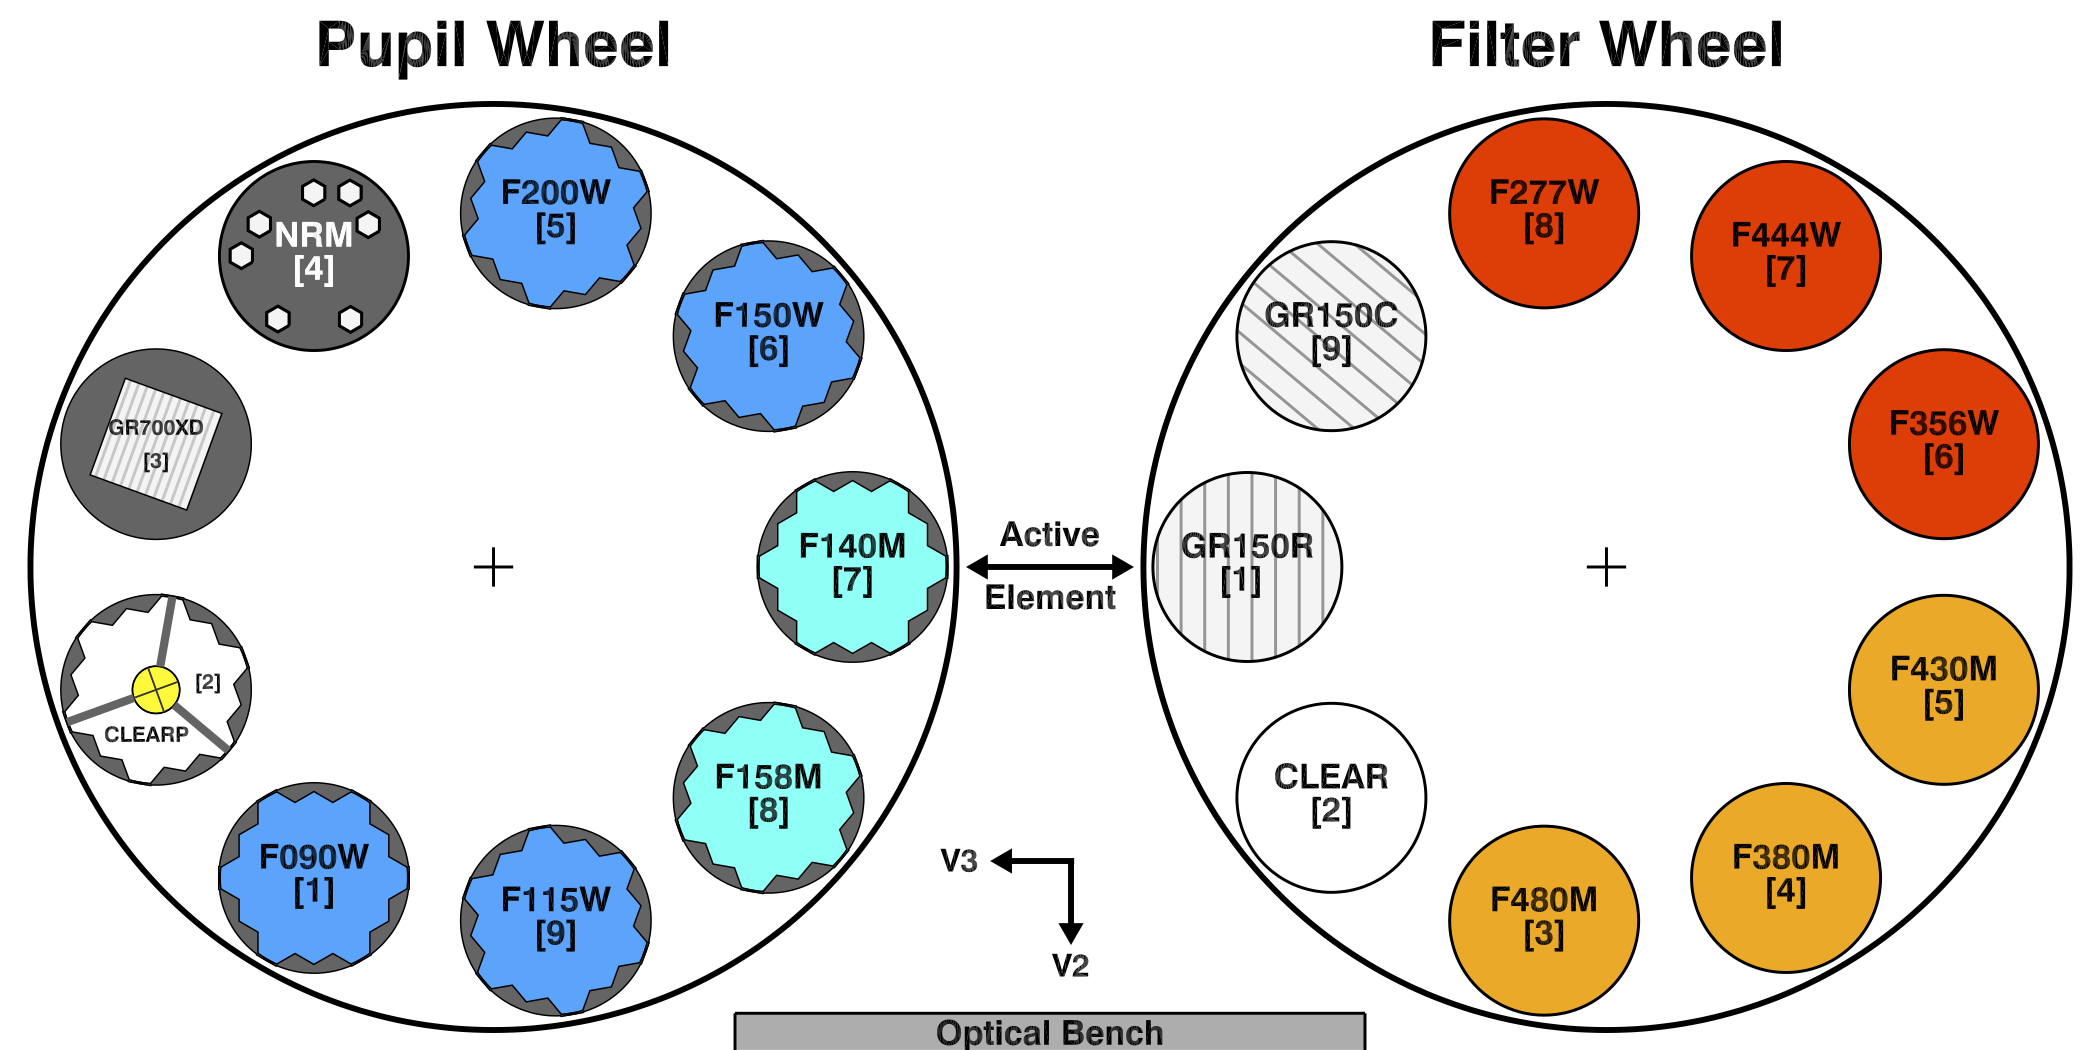 Pupil Wheel
F200W
[5]
NRM
[4]
F150W
[6]
GR700XD
[3]
F140M
[7]
[2]
CLEARP
F158M
[8]
F090W
[1]
F115W
[9]
Active
Element
V3
V2
Optical Bench
Filter Wheel
F277W
[8]
F444W
[7]
GR150C
[9]
F356W
[6]
GR150R
[1]
F430M
[5]
CLEAR
[2]
F380M
[4]
F480M
[3]